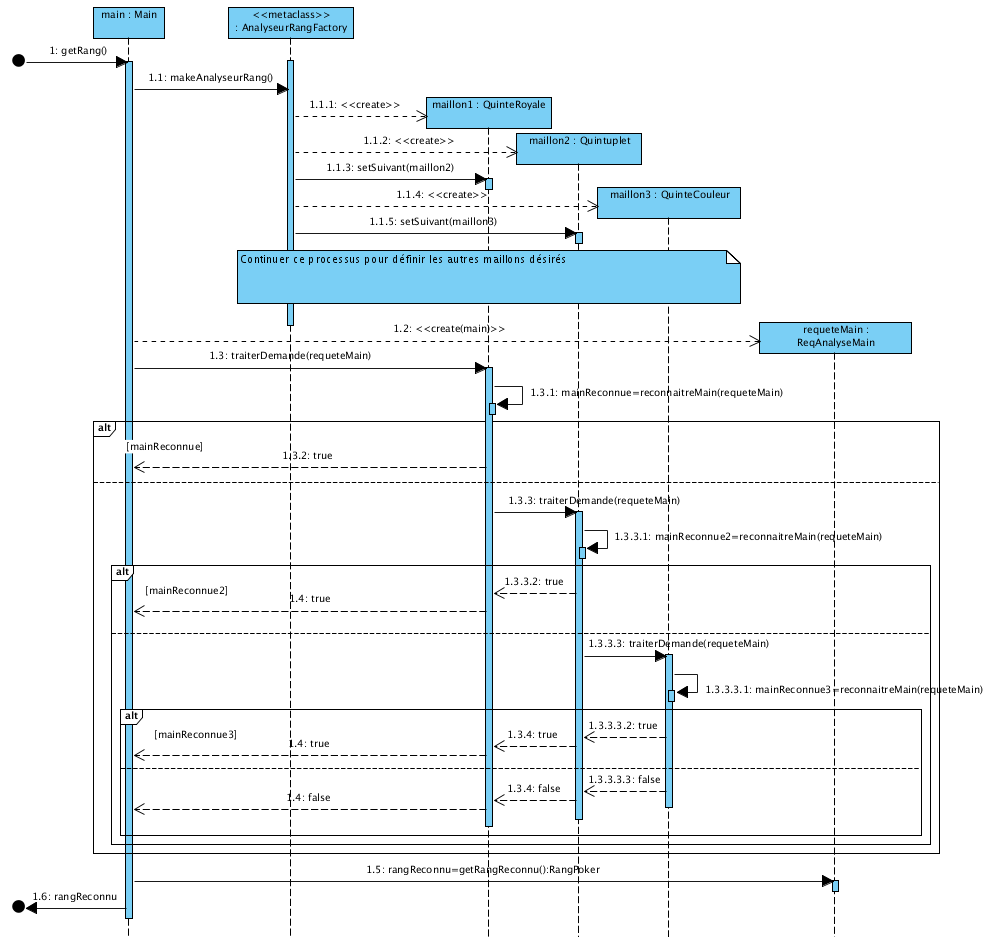 main : Main
<<metaclass>>
: AnalyseurRangFactory
1: getRang()
1.1: makeAnalyseurRang()
1.1.1: <<create>>
maillon1 : QuinteRoyale
1.1.2: <<create>>
maillon2 : Quintuplet
1.1.3: setSuivant(maillon2)
1.1.4: <<create>>
maillon3 : QuinteCouleur
1.1.5: setSuivant(maillon3)
Continuer ce processus pour définir les autres maillons désirés
1.2: <<create(main)>>
requeteMain :
ReqAnalyseMain
1.3: traiterDemande(requeteMain)
1.3.1: mainReconnue=reconnaitreMain(requeteMain)
alt
[mainReconnue]
1.3.2: true
1.3.3: traiterDemande(requeteMain)
1.3.3.1: mainReconnue2=reconnaitreMain(requeteMain)
alt
[mainReconnue2]
1.3.3.2: true
1.4: true
1.3.3.3: traiterDemande(requeteMain)
1.3.3.3.1: mainReconnue3=reconnaitreMain(requeteMain)
alt
[mainReconnue3]
1.3.3.3.2: true
1.3.4: true
1.4: true
1.3.3.3.3: false
1.3.4: false
1.4: false
1.5: rangReconnu=getRangReconnu():RangPoker
1.6: rangReconnu